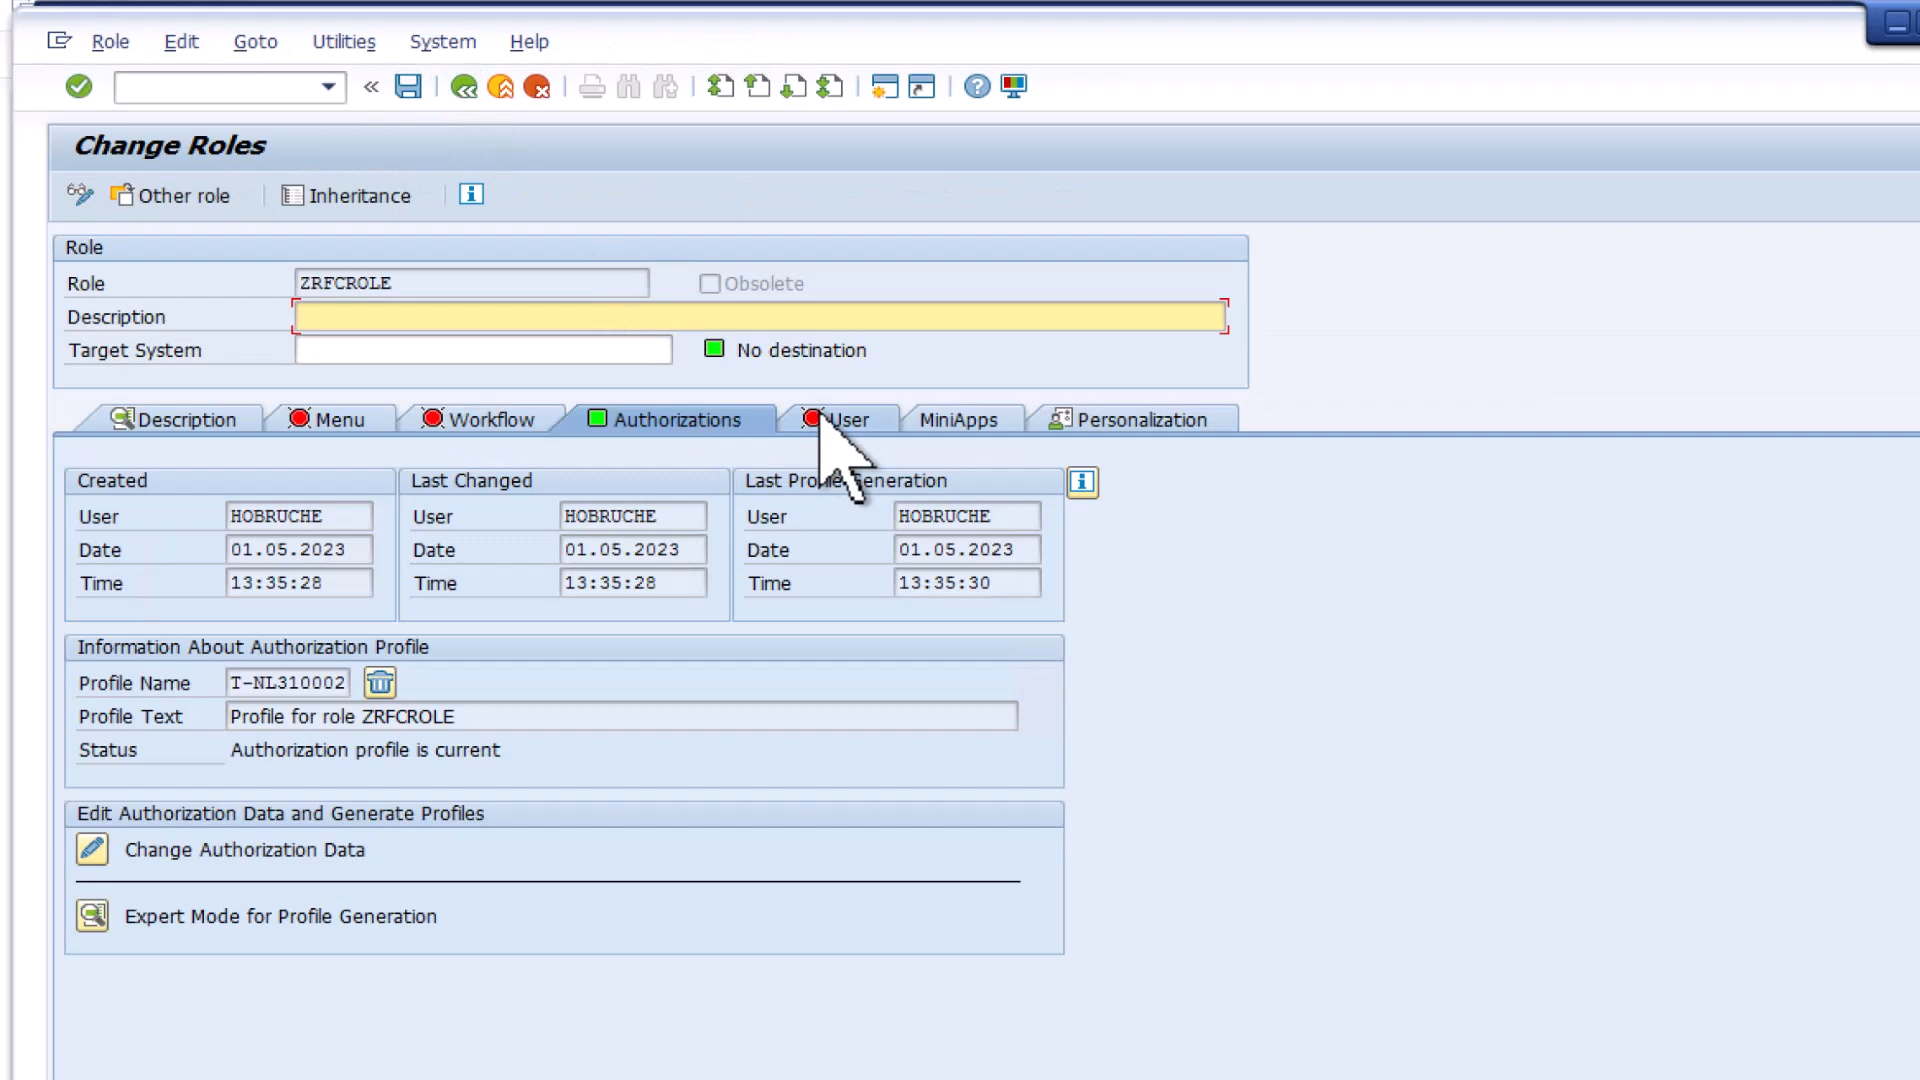 Role Edit Goto Utilities System Help
Change Roles
Other role Inheritance
Role
Role ZRFCROLE Obsolete
Description
Target System No destination
Description Menu Workflow Authorizations User MiniApps Personalization
Created Last Changed Last Profile Generation
User HOBRUCHE User HOBRUCHE User HOBRUCHE
Date 01.05.2023 Date 01.05.2023 Date 01.05.2023
Time 13:35:28 Time 13:35:28 Time 13:35:30
Information About Authorization Profile
Profile Name T-NL310002
Profile Text Profile for role ZRFCROLE
Status Authorization profile is current
Edit Authorization Data and Generate Profiles
Change Authorization Data
Expert Mode for Profile Generation